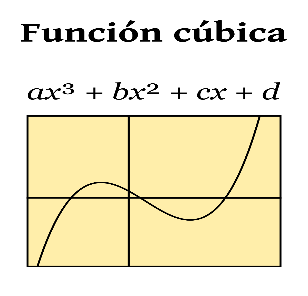 Función cúbica
ax³ + bx² + cx + d